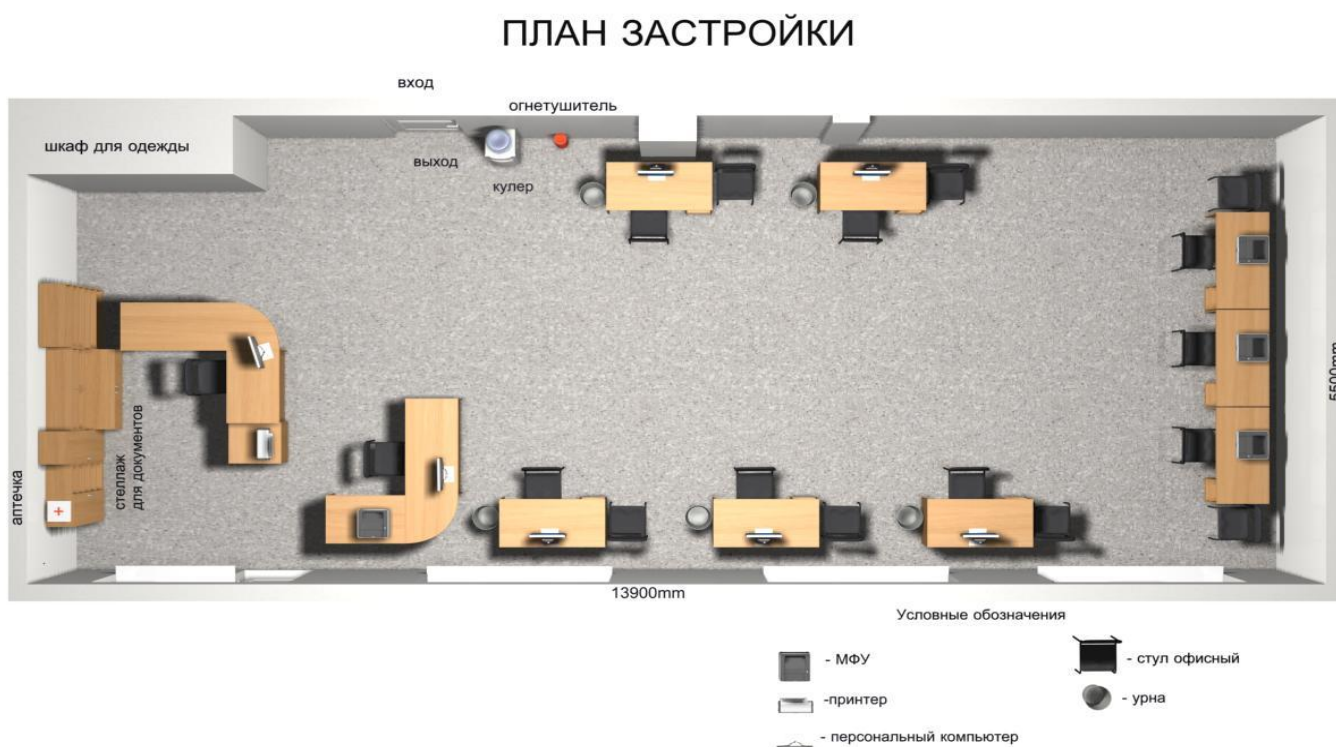 ПЛАН ЗАСТРОЙКИ
вход
огнетушитель
шкаф для одежды
выход
кулер
5500mm
стеллаж
для документов
аптечка
13900mm
Условные обозначения
- МФУ
- стул офисный
-принтер
- урна
- персональный компьютер